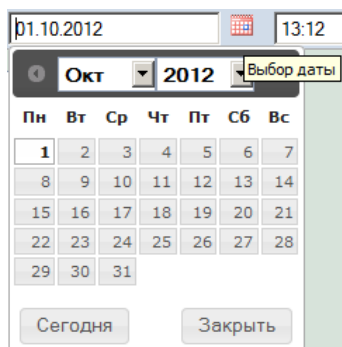 01.10.2012 13:12
Окт 2012 Выбор даты
Пн Вт Ср Чт Пт Сб Вс
1 2 3 4 5 6 7
8 9 10 11 12 13 14
15 16 17 18 19 20 21
22 23 24 25 26 27 28
29 30 31
Сегодня Закрыть